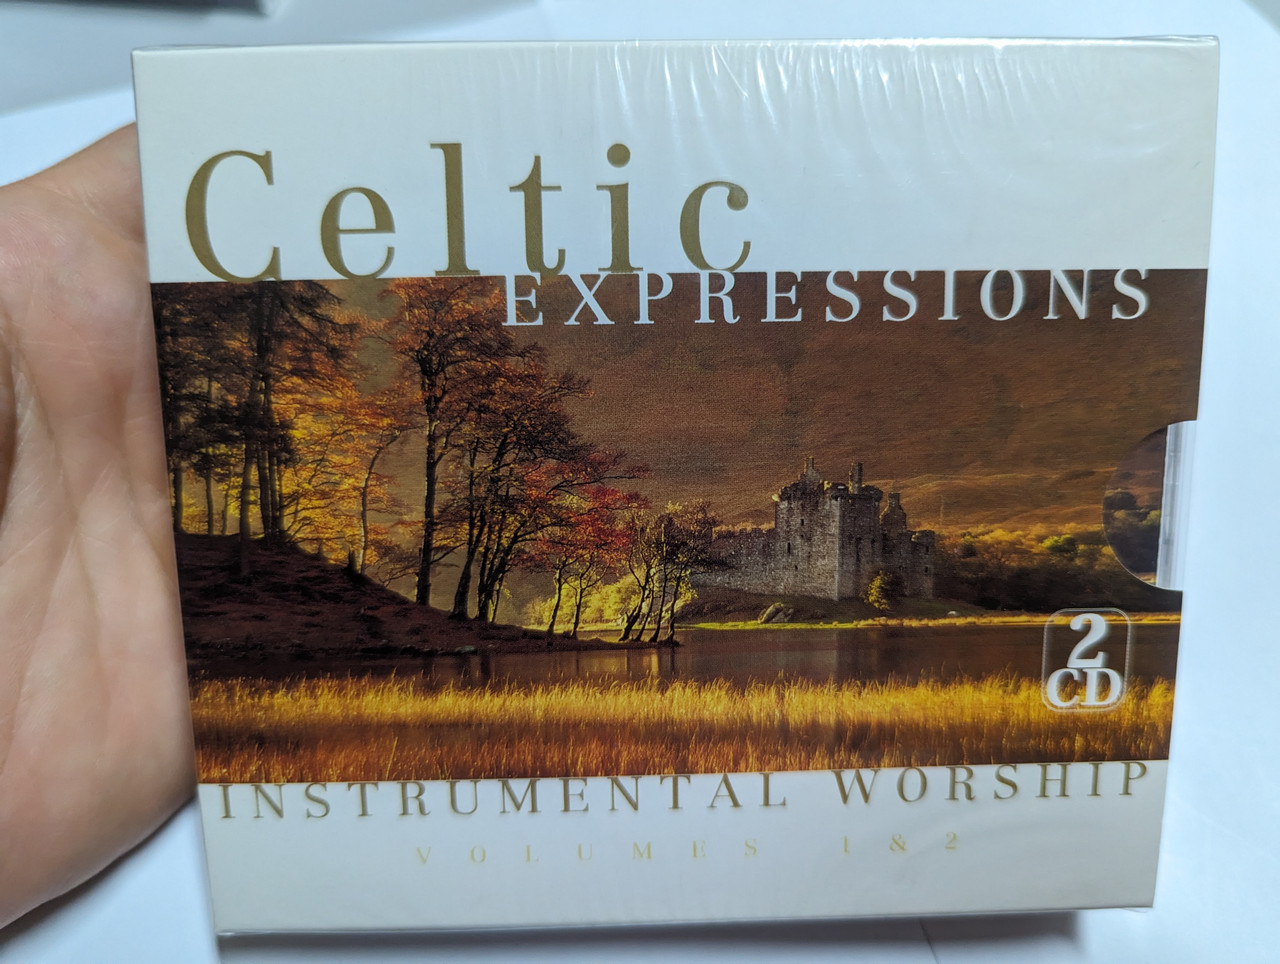 Celtic
EXPRESSIONS
2
CD
INSTRUMENTAL WORSHIP
VOLUMES 1 & 2